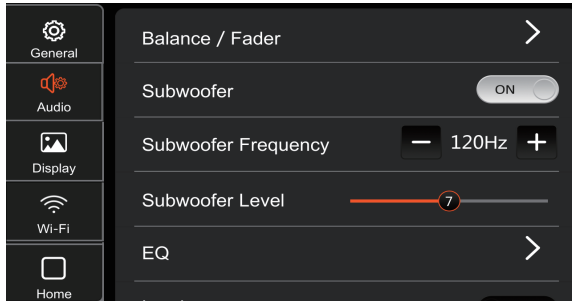 General
Balance / Fader
Audio
Subwoofer
ON
Display
Subwoofer Frequency
120Hz
Wi-Fi
Subwoofer Level
7
EQ
Home